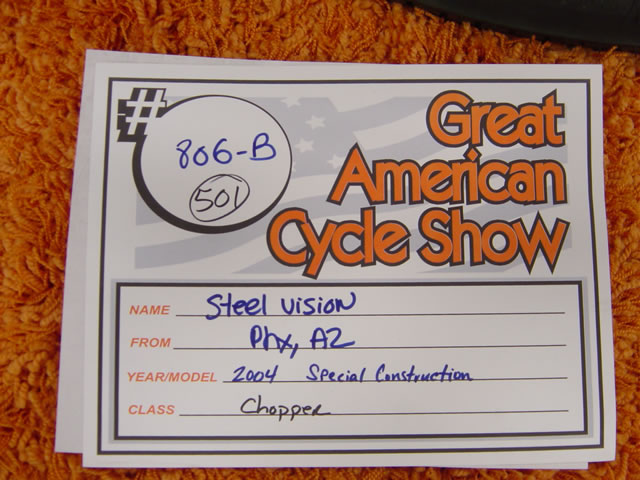 #
806-B
501
Great
American
Cycle Show
NAME Steel Vision
FROM Phx, AZ
YEAR/MODEL 2004 Special Construction
CLASS Chopper